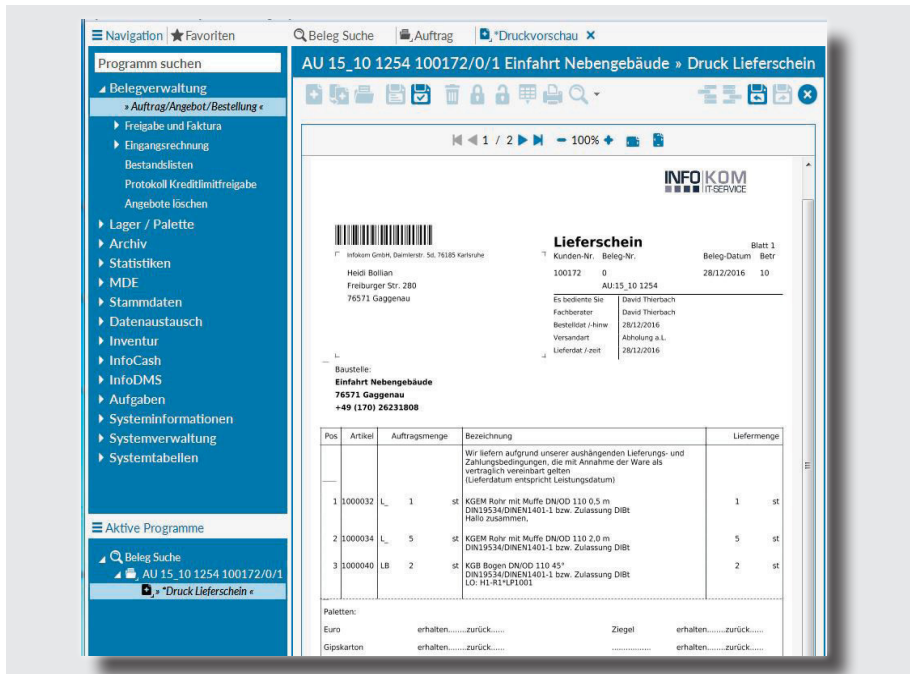 Navigation Favoriten
Beleg Suche Auftrag *Druckvorschau ×
Programm suchen
AU 15_10 1254 100172/0/1 Einfahrt Nebengebäude » Druck Lieferschein
Belegverwaltung
» Auftrag/Angebot/Bestellung «
Freigabe und Faktura
Eingangsrechnung
Bestandslisten
Protokoll Kreditlimitfreigabe
Angebote löschen
Lager / Palette
Archiv
Statistiken
MDE
Stammdaten
Datenaustausch
Inventur
InfoCash
InfoDMS
Aufgaben
Systeminformationen
Systemverwaltung
Systemtabellen
Aktive Programme
Beleg Suche
AU 15_10 1254 100172/0/1
» *Druck Lieferschein «
1 / 2 100%
INFOKOM
IT-SERVICE
Infokom GmbH, Daimlerstr. 5d, 76185 Karlsruhe
Heidi Bollian
Freiburger Str. 280
76571 Gaggenau
Lieferschein Blatt 1
Kunden-Nr. Beleg-Nr. Beleg-Datum Betr
100172 0 28/12/2016 10
AU:15_10 1254
Es bediente Sie David Thierbach
Fachberater David Thierbach
Bestelldat /-hinw 28/12/2016
Versandart Abholung a.L.
Lieferdat /-zeit 28/12/2016
Baustelle:
Einfahrt Nebengebäude
76571 Gaggenau
+49 (170) 26231808
Pos Artikel Auftragsmenge Bezeichnung Liefermenge
Wir liefern aufgrund unserer aushängenden Lieferungs- und
Zahlungsbedingungen, die mit Annahme der Ware als
vertraglich vereinbart gelten
(Lieferdatum entspricht Leistungsdatum)
1 1000032 L_ 1 st KGEM Rohr mit Muffe DN/OD 110 0,5 m 1 st
DIN19534/DINEN1401-1 bzw. Zulassung DIBt
Hallo zusammen,
2 1000034 L_ 5 st KGEM Rohr mit Muffe DN/OD 110 2,0 m 5 st
DIN19534/DINEN1401-1 bzw. Zulassung DIBt
3 1000040 LB 2 st KGB Bogen DN/OD 110 45° 2 st
DIN19534/DINEN1401-1 bzw. Zulassung DIBt
LO: H1-R1*LP1001
Paletten:
Euro erhalten........zurück...... Ziegel erhalten........zurück......
Gipskarton erhalten........zurück...... ................ erhalten........zurück......